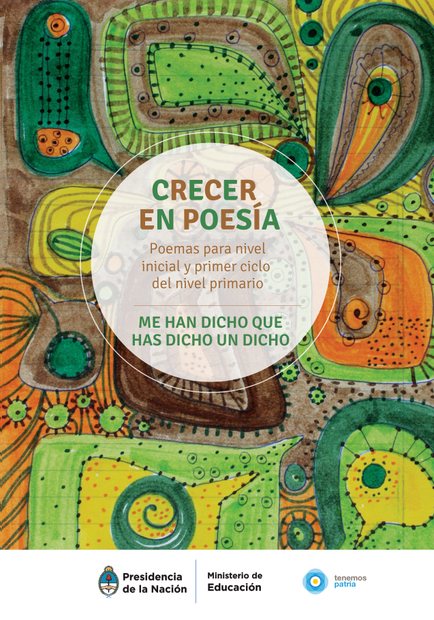 CRECER
EN POESÍA
Poemas para nivel
inicial y primer ciclo
del nivel primario
ME HAN DICHO QUE
HAS DICHO UN DICHO
Presidencia
de la Nación
Ministerio de
Educación
tenemos
patria